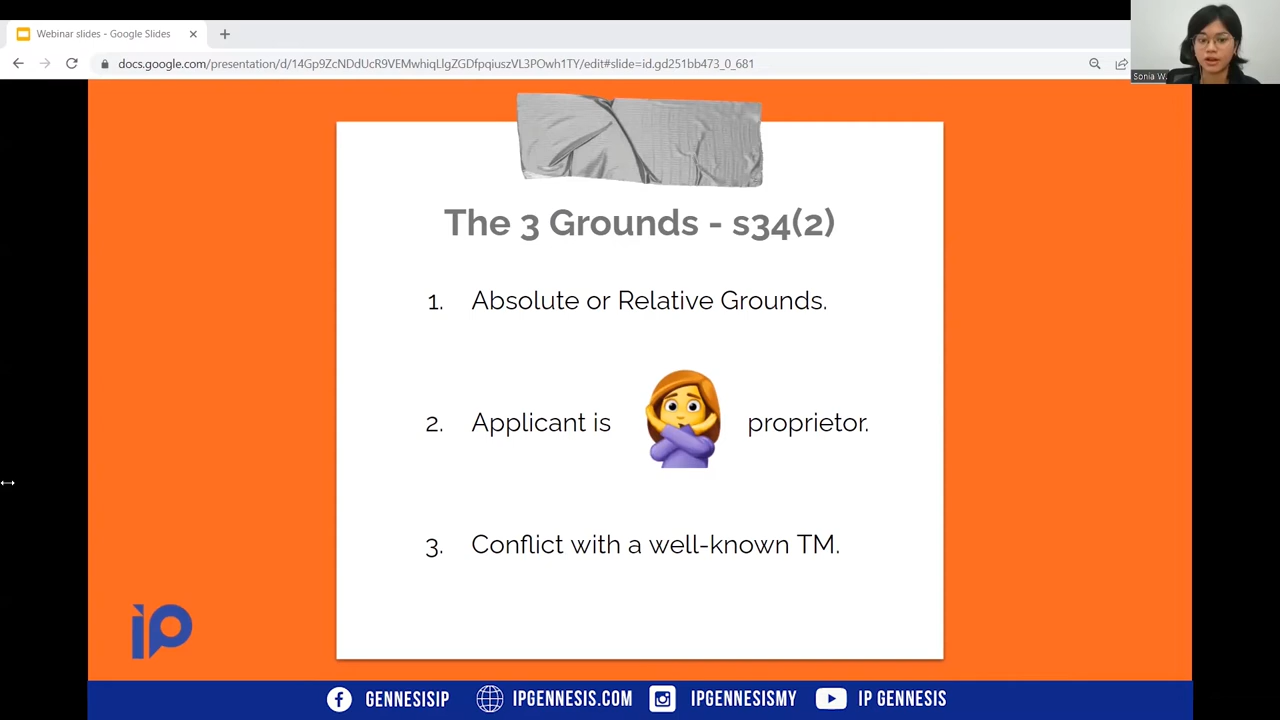 Webinar slides - Google Slides
docs.google.com/presentation/d/14Gp9ZcNDdUcR9VEMwhiqLlgZGDfpqiuszYL3POwh1TY/edit#slide=id.gd251bb473_0_681
Sonia W.
The 3 Grounds - s34(2)
1. Absolute or Relative Grounds.
2. Applicant is proprietor.
3. Conflict with a well-known TM.
ip
GENNESISIP IPGENNESIS.COM IPGENNESISMY IP GENNESIS